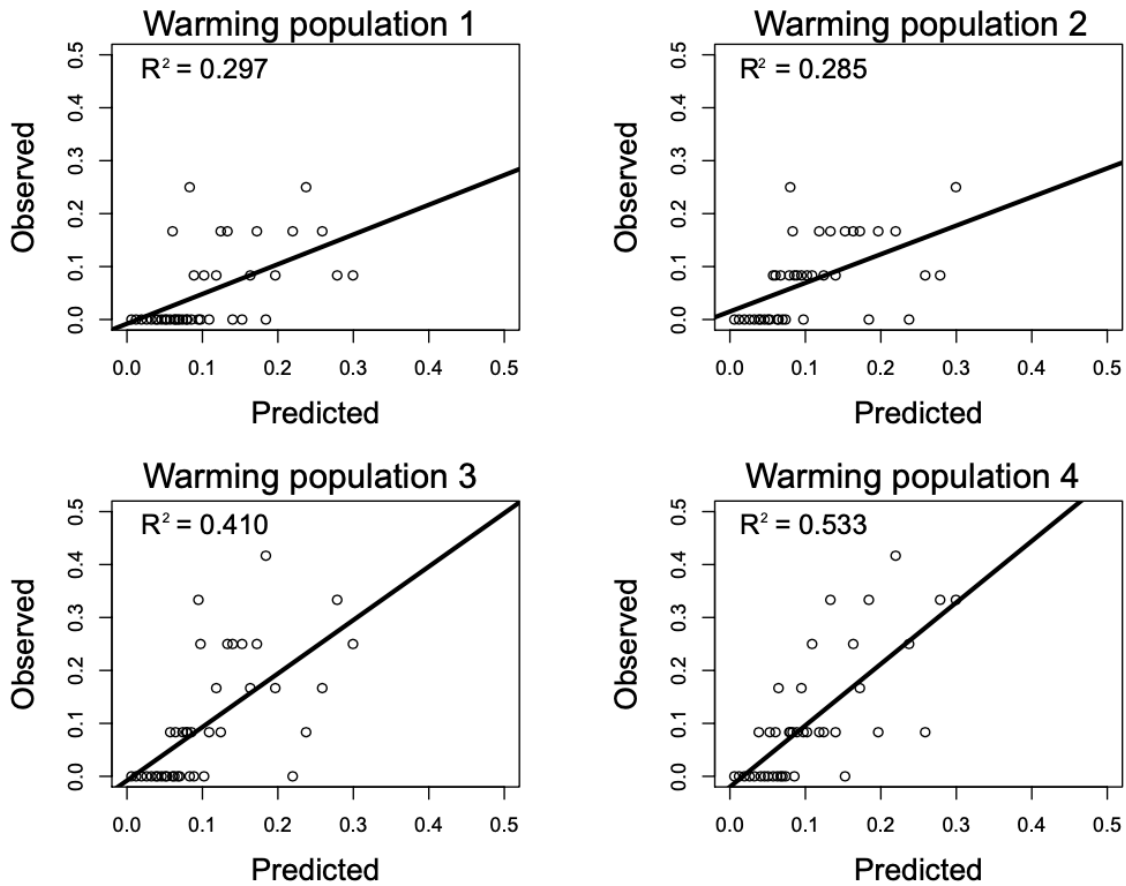 Warming population 1
R² = 0.297
Observed
0.5
0.4
0.3
0.2
0.1
0.0
0.0 0.1 0.2 0.3 0.4 0.5
Predicted
Warming population 2
R² = 0.285
Observed
0.5
0.4
0.3
0.2
0.1
0.0
0.0 0.1 0.2 0.3 0.4 0.5
Predicted
Warming population 3
R² = 0.410
Observed
0.5
0.4
0.3
0.2
0.1
0.0
0.0 0.1 0.2 0.3 0.4 0.5
Predicted
Warming population 4
R² = 0.533
Observed
0.5
0.4
0.3
0.2
0.1
0.0
0.0 0.1 0.2 0.3 0.4 0.5
Predicted